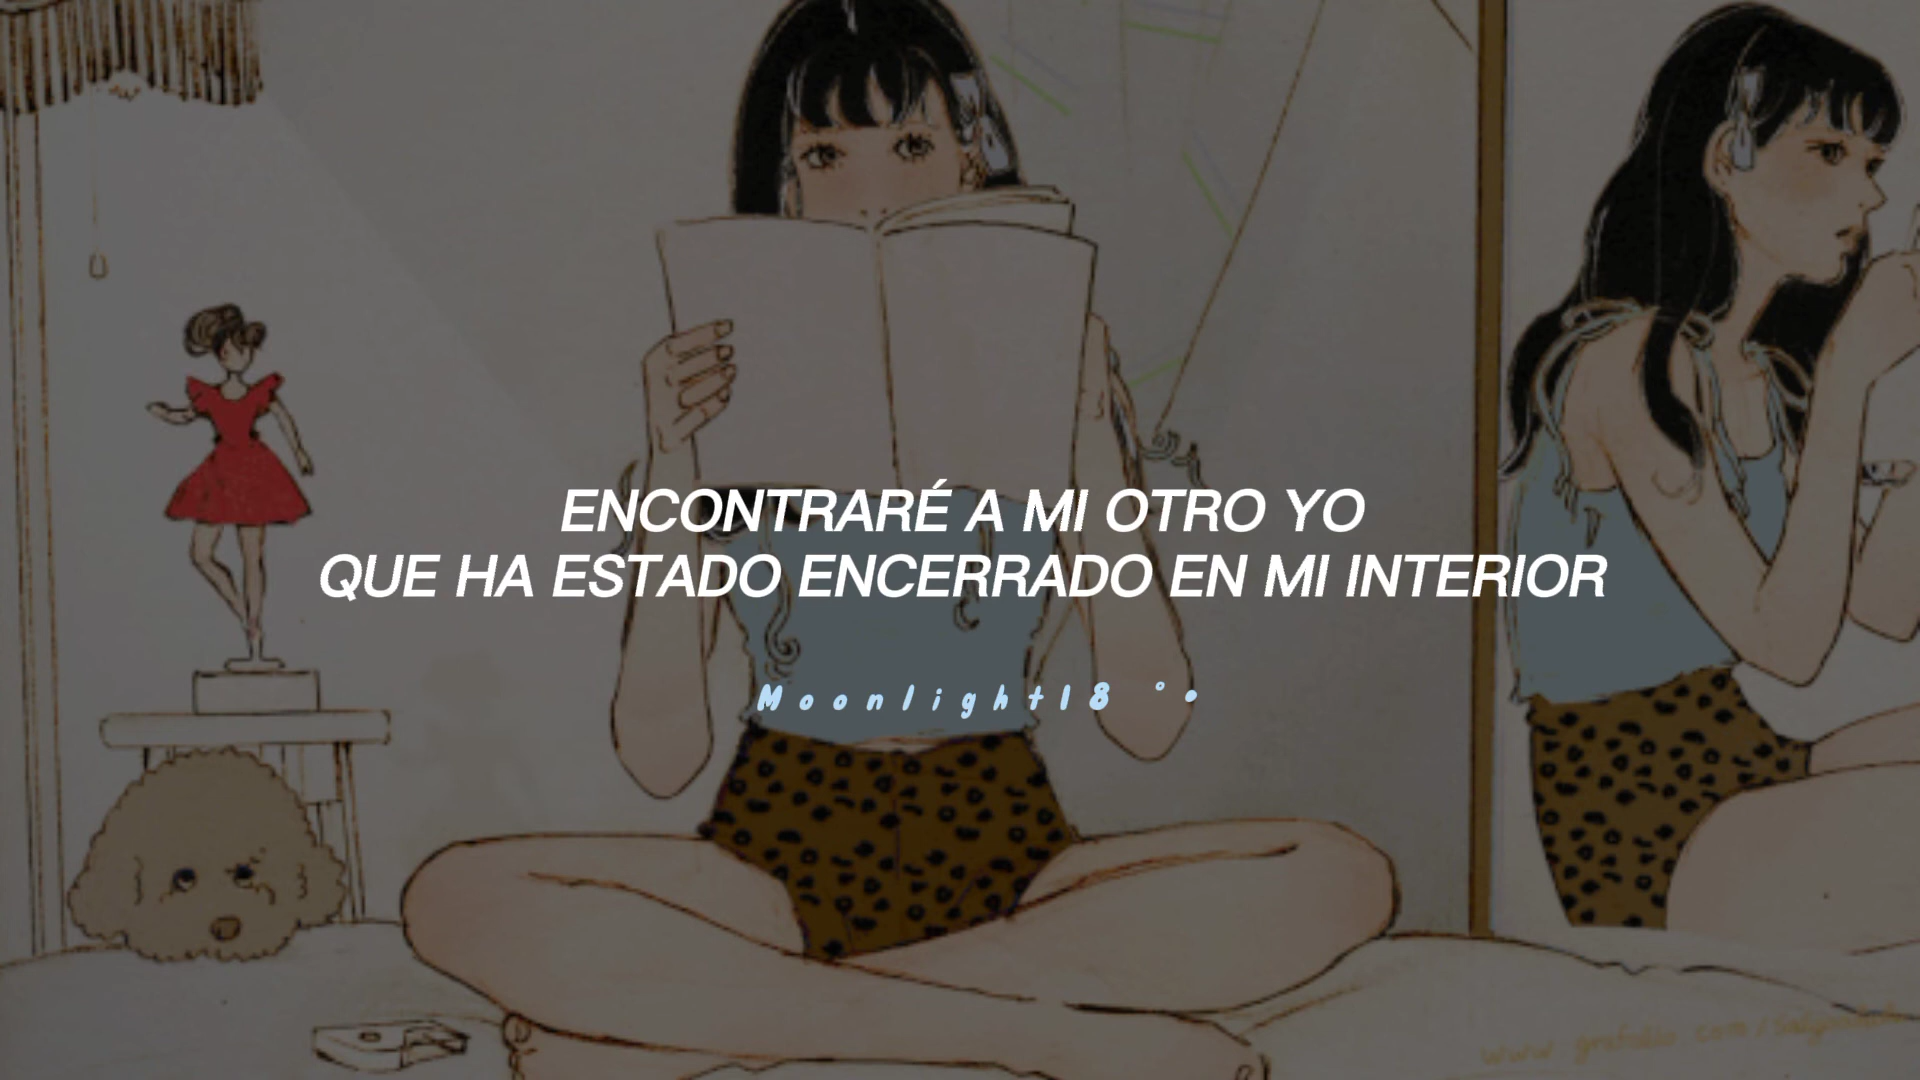 ENCONTRARÉ A MI OTRO YO
QUE HA ESTADO ENCERRADO EN MI INTERIOR
Moonlight18 °•